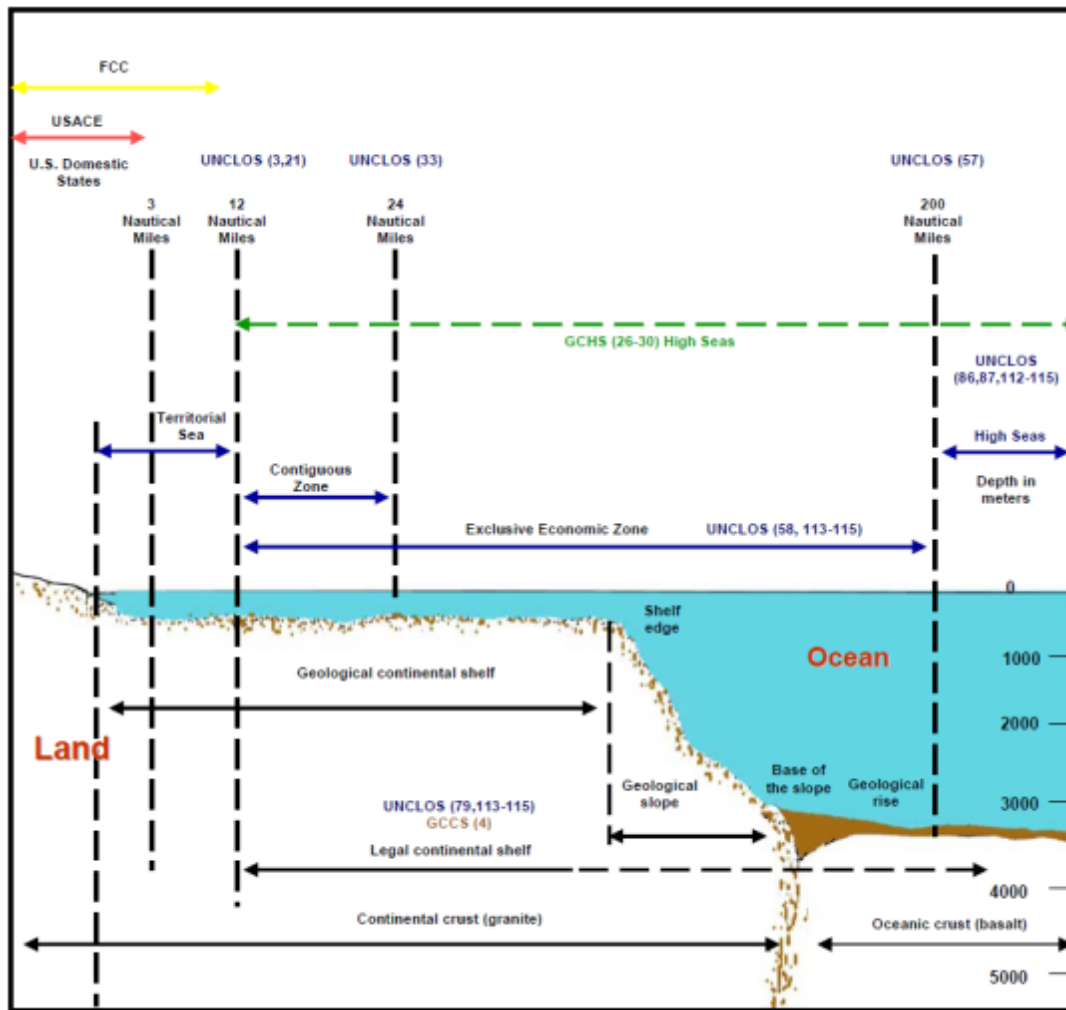 FCC
USACE
U.S. Domestic
States
UNCLOS (3,21)
UNCLOS (33)
UNCLOS (57)
3
Nautical
Miles
12
Nautical
Miles
24
Nautical
Miles
200
Nautical
Miles
GCHS (26-30) High Seas
UNCLOS
(86,87,112-115)
Territorial
Sea
High Seas
Contiguous
Zone
Depth in
meters
Exclusive Economic Zone
UNCLOS (58, 113-115)
0
Shelf
edge
Ocean
1000
Geological continental shelf
2000
Land
Geological
slope
Base of
the slope
Geological
rise
3000
UNCLOS (79,113-115)
GCCS (4)
Legal continental shelf
4000
Continental crust (granite)
Oceanic crust (basalt)
5000